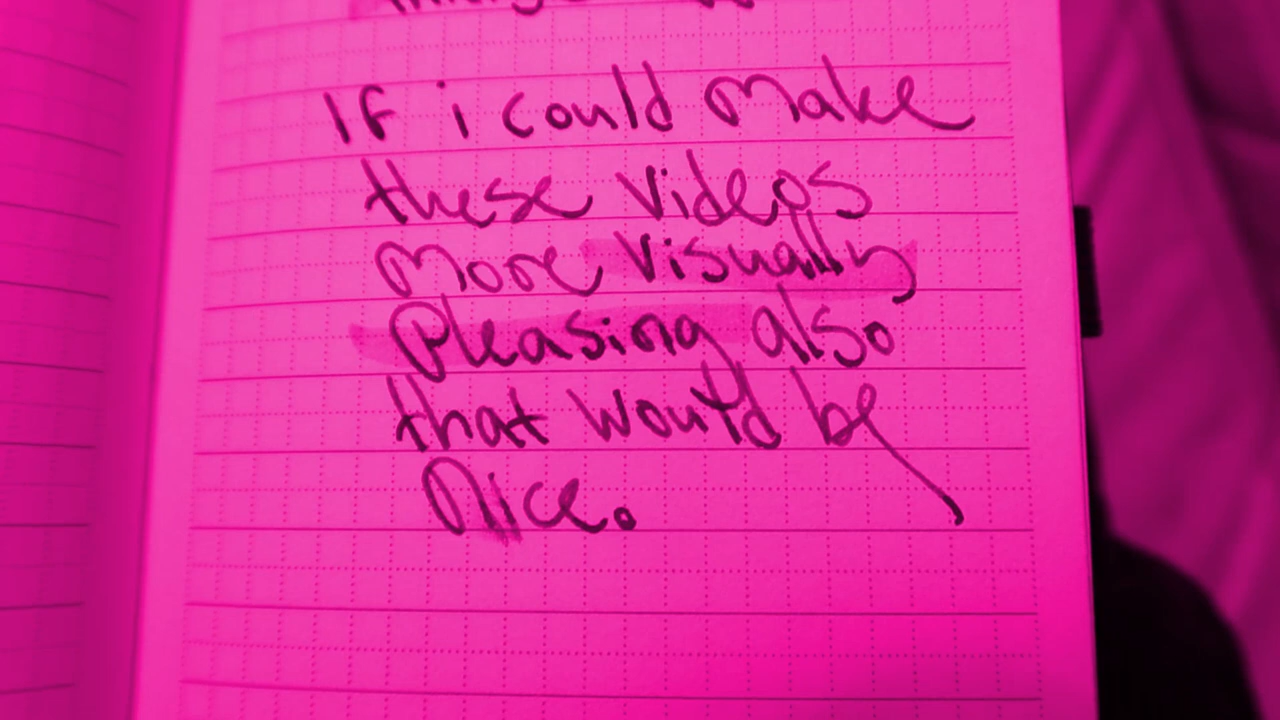 If i could make
these videos
more visually
pleasing also
that would be
nice.